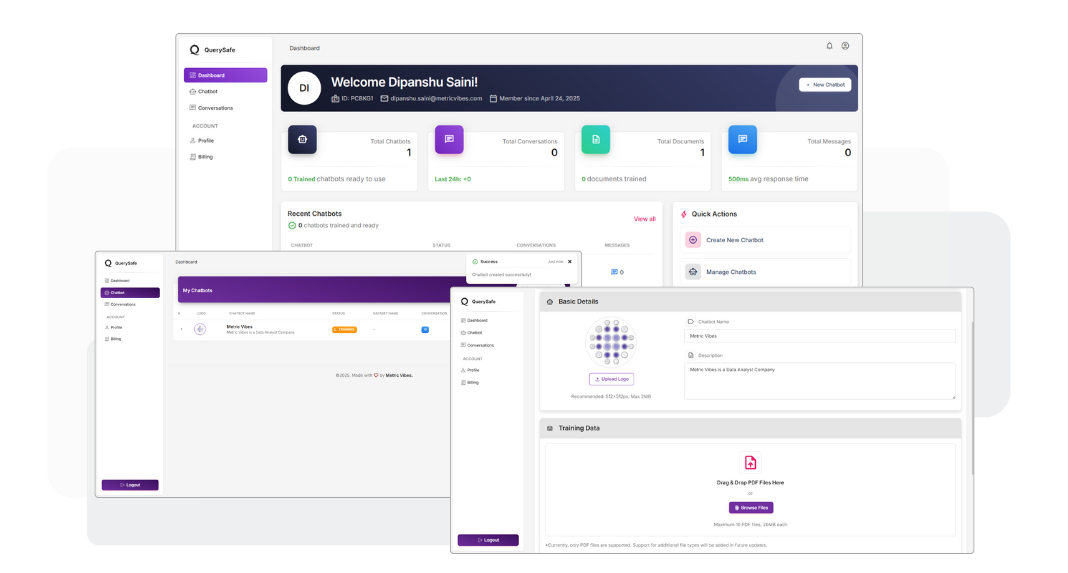 QuerySafe
Dashboard
Dashboard
Chatbot
Conversations
ACCOUNT
Profile
Billing
DI
Welcome Dipanshu Saini!
ID: PC8KG1 dipanshu.saini@metricvibes.com Member since April 24, 2025
+ New Chatbot
Total Chatbots
1
0 Trained chatbots ready to use
Total Conversations
0
Last 24h: +0
Total Documents
1
0 documents trained
Total Messages
0
500ms avg response time
Recent Chatbots
0 chatbots trained and ready
View all
CHATBOT STATUS CONVERSATIONS MESSAGES
0
Quick Actions
Create New Chatbot
Manage Chatbots
QuerySafe
Dashboard
Dashboard
Chatbot
Conversations
ACCOUNT
Profile
Billing
Logout
Success Just now
Chatbot created successfully!
My Chatbots
# LOGO CHATBOT NAME STATUS DATASET NAME CONVERSATION
1 Metric Vibes
Metric Vibes is a Data Analyst Company
TRAINING -
©2025, Made with by Metric Vibes.
QuerySafe
Dashboard
Chatbot
Conversations
ACCOUNT
Profile
Billing
Logout
Basic Details
Upload Logo
Recommended: 512x512px, Max 2MB
Chatbot Name
Metric Vibes
Description
Metric Vibes is a Data Analyst Company
Training Data
Drag & Drop PDF Files Here
or
Browse Files
Maximum 10 PDF files, 20MB each
*Currently, only PDF files are supported. Support for additional file types will be added in future updates.